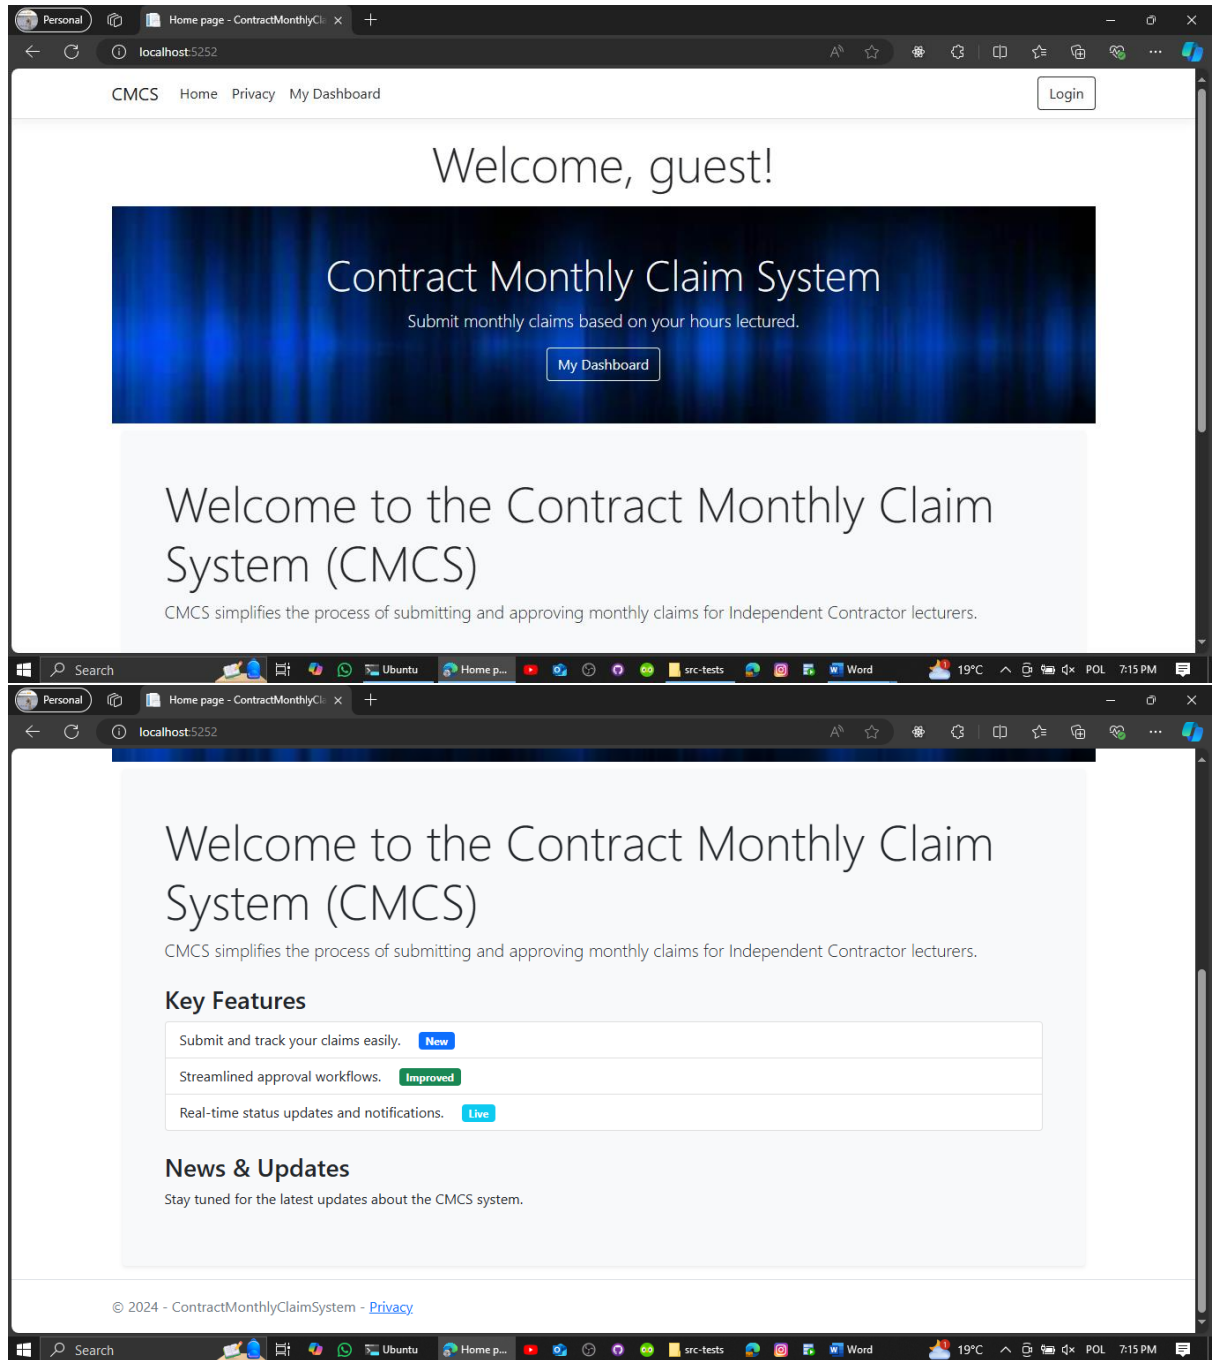 Personal
Home page - ContractMonthlyCla
localhost:5252
CMCS Home Privacy My Dashboard Login
Welcome, guest!
Contract Monthly Claim System
Submit monthly claims based on your hours lectured.
My Dashboard
Welcome to the Contract Monthly Claim
System (CMCS)
CMCS simplifies the process of submitting and approving monthly claims for Independent Contractor lecturers.
Search Ubuntu Home p... src-tests Word 19°C POL 7:15 PM
Personal
Home page - ContractMonthlyCla
localhost:5252
Welcome to the Contract Monthly Claim
System (CMCS)
CMCS simplifies the process of submitting and approving monthly claims for Independent Contractor lecturers.
Key Features
Submit and track your claims easily. New
Streamlined approval workflows. Improved
Real-time status updates and notifications. Live
News & Updates
Stay tuned for the latest updates about the CMCS system.
© 2024 - ContractMonthlyClaimSystem - Privacy
Search Ubuntu Home p... src-tests Word 19°C POL 7:15 PM